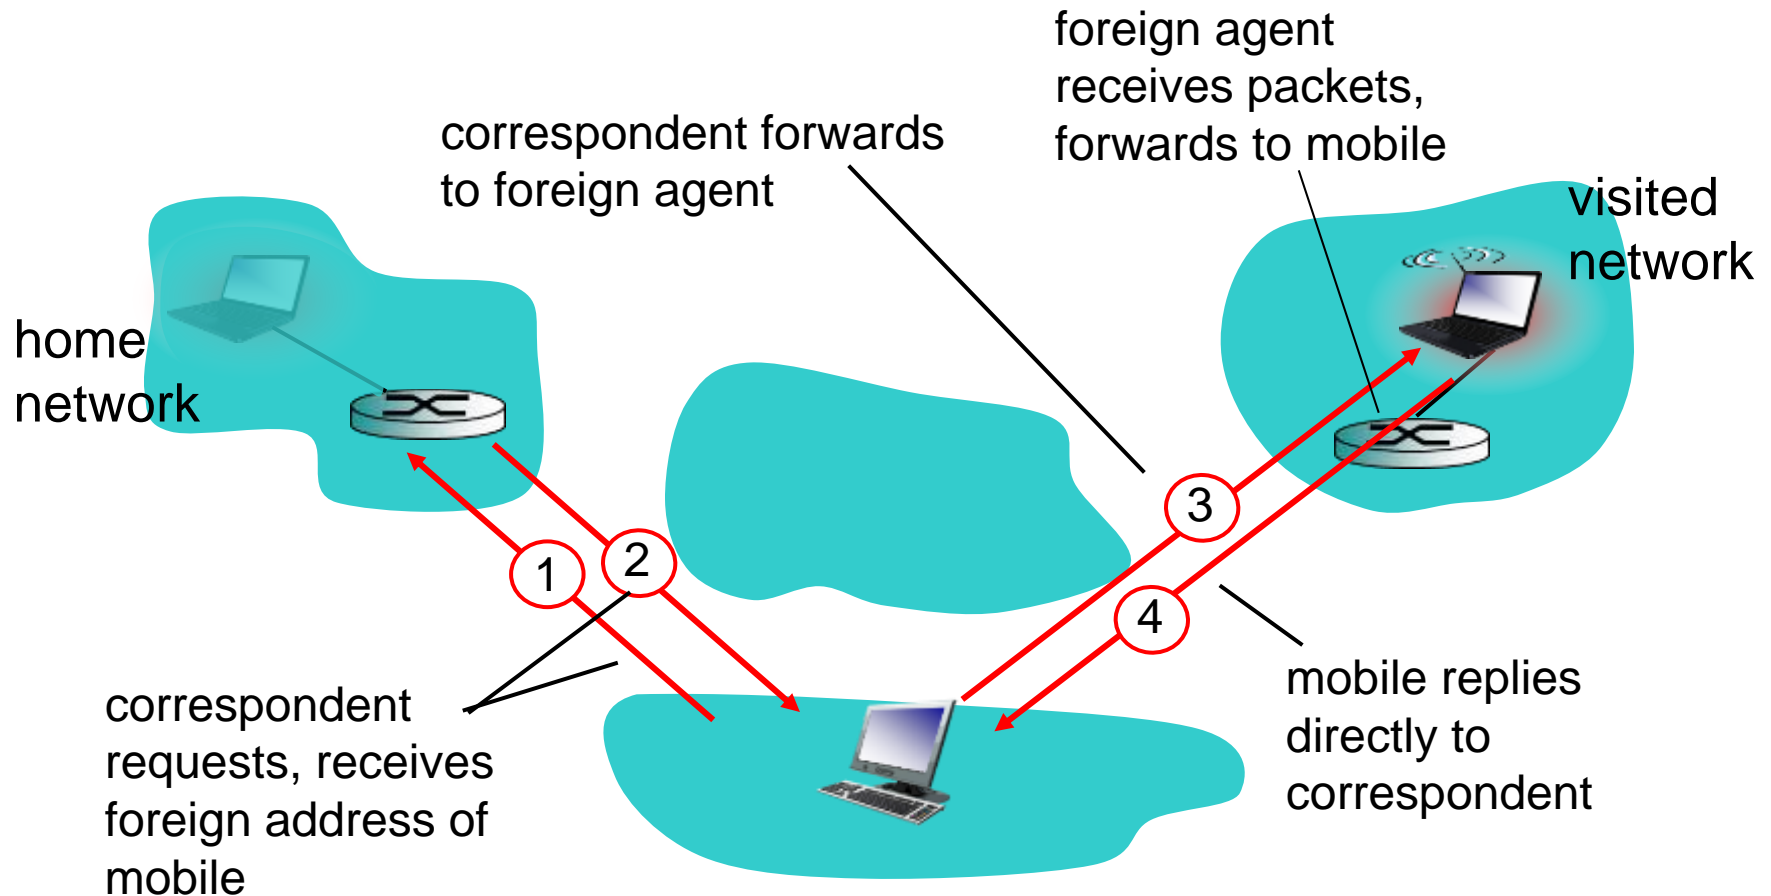 foreign agent
receives packets,
forwards to mobile
correspondent forwards
to foreign agent
visited
network
home
network
3
2
1
4
correspondent
requests, receives
foreign address of
mobile
mobile replies
directly to
correspondent